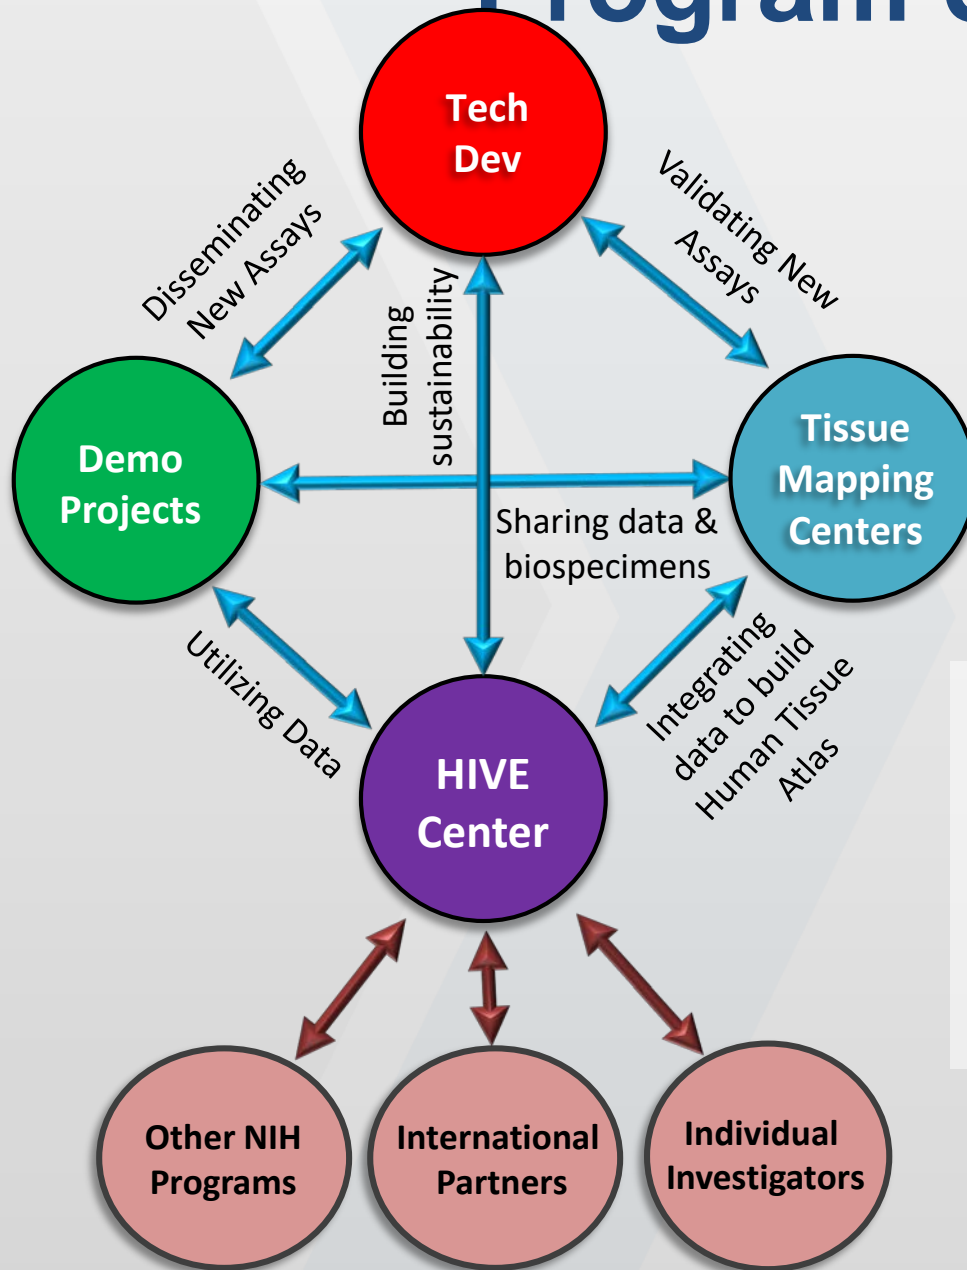 Program
Tech
Dev
Disseminating
New Assays
Validating New
Assays
Building
sustainability
Demo
Projects
Tissue
Mapping
Centers
Sharing data &
biospecimens
Utilizing Data
Integrating
data to build
Human Tissue
Atlas
HIVE
Center
Other NIH
Programs
International
Partners
Individual
Investigators